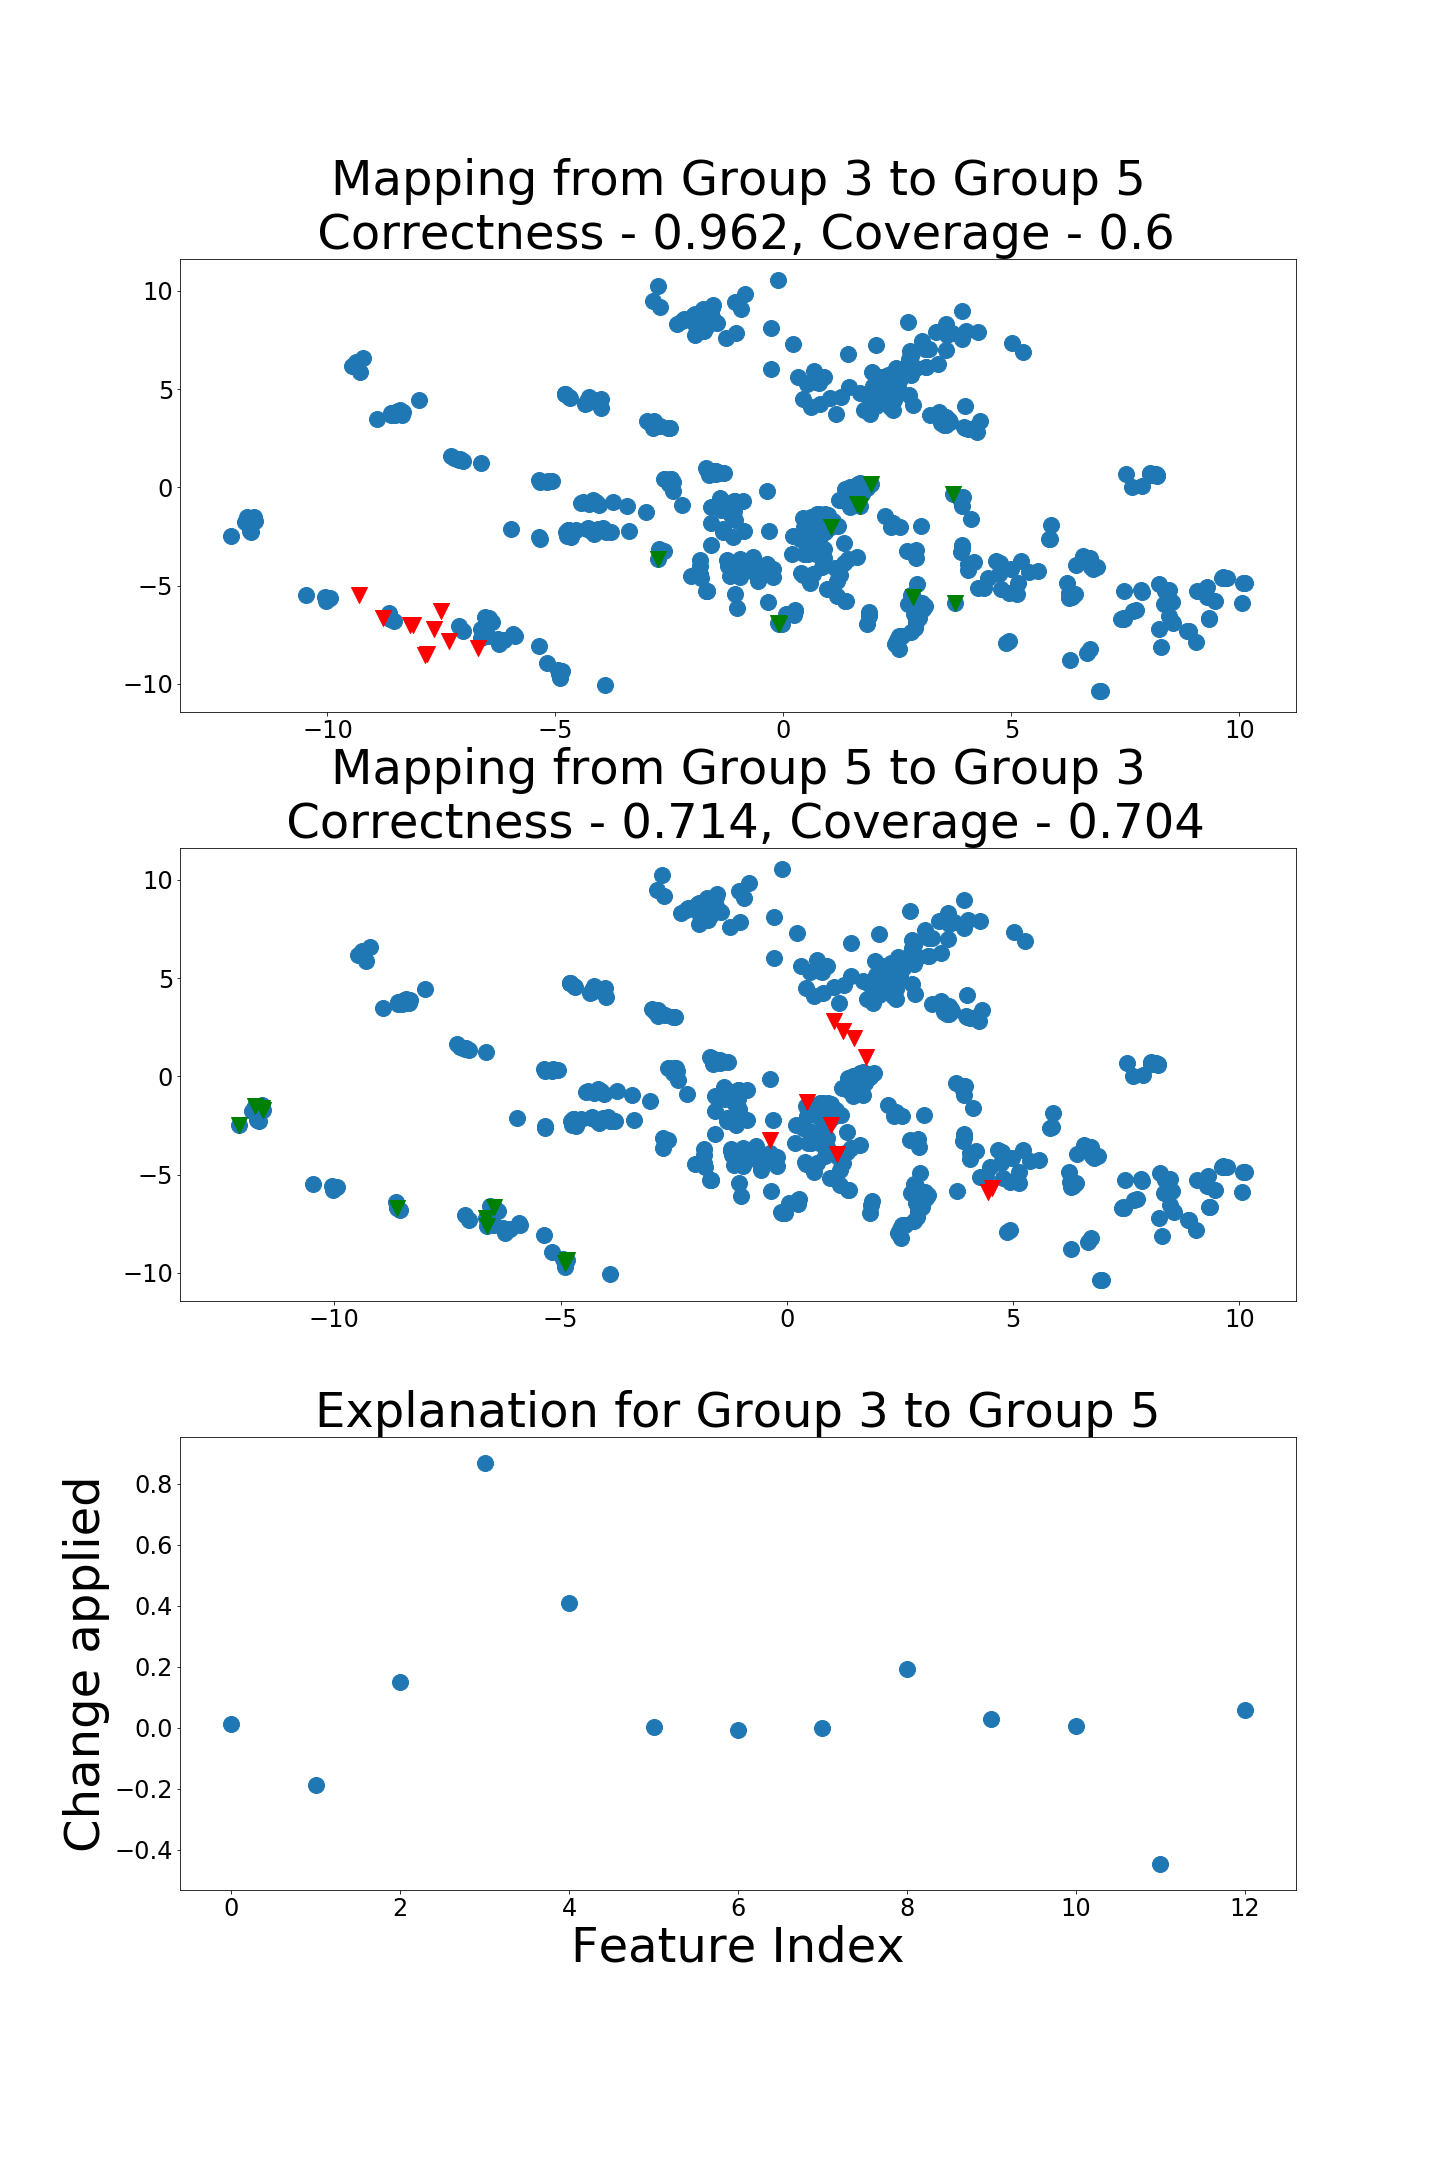 Mapping from Group 3 to Group 5
Correctness - 0.962, Coverage - 0.6
10
5
0
−5
−10
−10 −5 0 5 10
Mapping from Group 5 to Group 3
Correctness - 0.714, Coverage - 0.704
10
5
0
−5
−10
−10 −5 0 5 10
Explanation for Group 3 to Group 5
Change applied
0.8
0.6
0.4
0.2
0.0
−0.2
−0.4
0 2 4 6 8 10 12
Feature Index